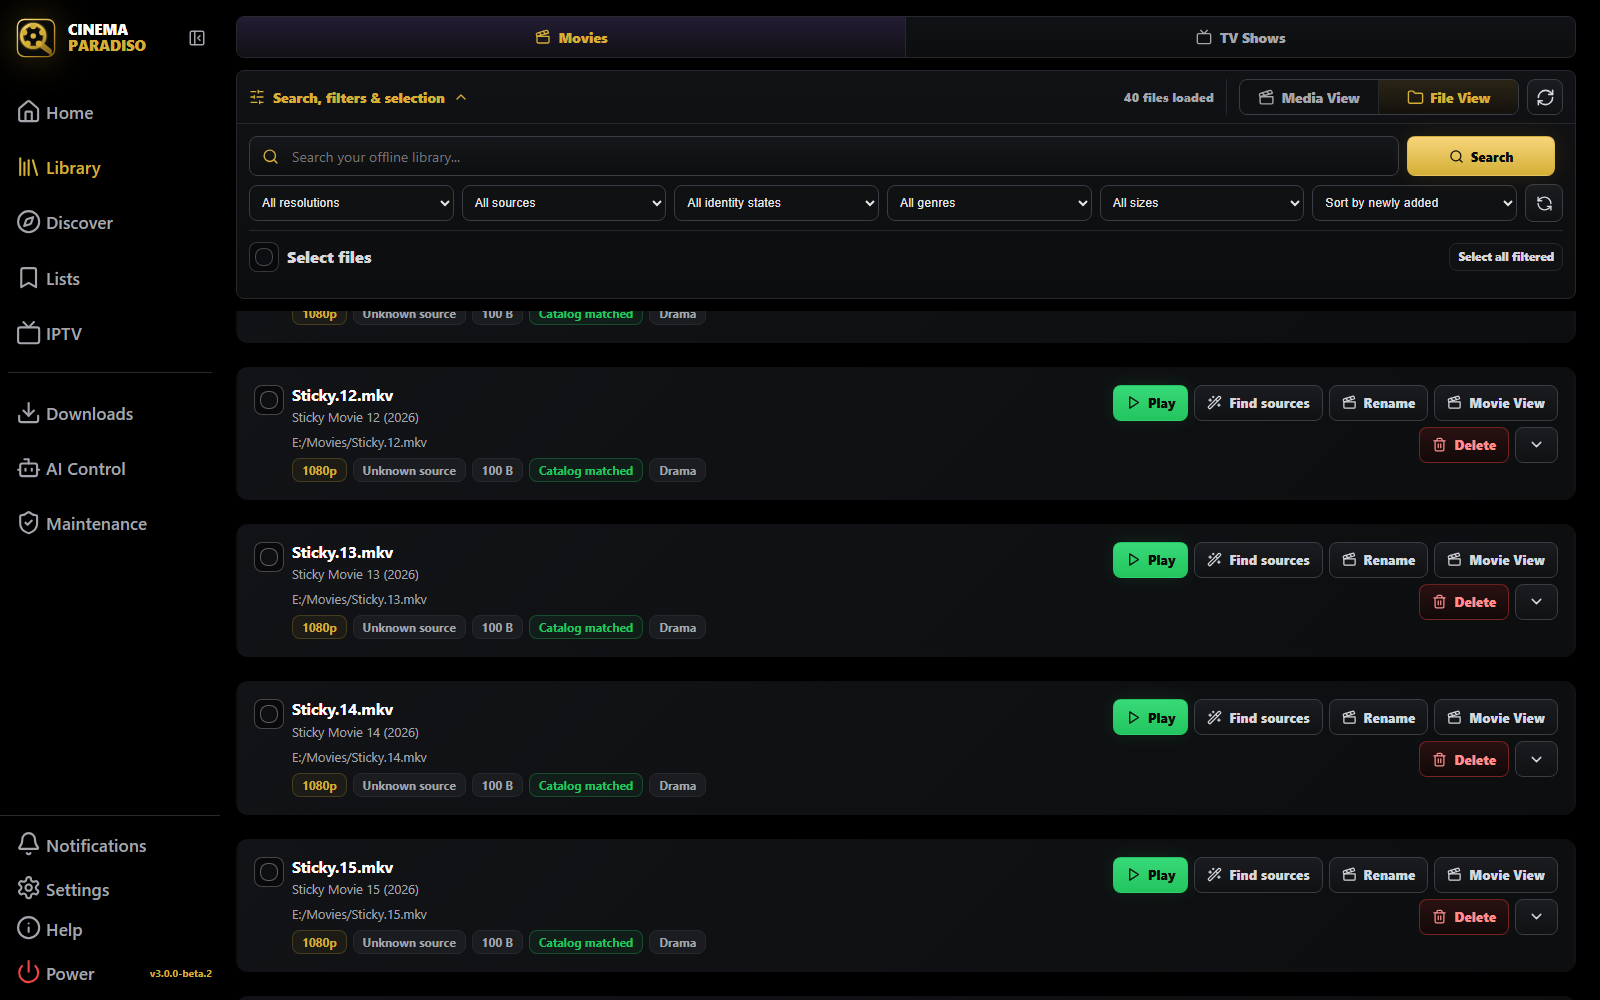 CINEMA
PARADISO
Home
Library
Discover
Lists
IPTV
Downloads
AI Control
Maintenance
Notifications
Settings
Help
Power v3.0.0-beta.2
Movies TV Shows
Search, filters & selection 40 files loaded Media View File View
Search your offline library... Search
All resolutions All sources All identity states All genres All sizes Sort by newly added
Select files Select all filtered
1080p Unknown source 100 B Catalog matched Drama
Sticky.12.mkv Play Find sources Rename Movie View
Sticky Movie 12 (2026)
E:/Movies/Sticky.12.mkv Delete
1080p Unknown source 100 B Catalog matched Drama
Sticky.13.mkv Play Find sources Rename Movie View
Sticky Movie 13 (2026)
E:/Movies/Sticky.13.mkv Delete
1080p Unknown source 100 B Catalog matched Drama
Sticky.14.mkv Play Find sources Rename Movie View
Sticky Movie 14 (2026)
E:/Movies/Sticky.14.mkv Delete
1080p Unknown source 100 B Catalog matched Drama
Sticky.15.mkv Play Find sources Rename Movie View
Sticky Movie 15 (2026)
E:/Movies/Sticky.15.mkv Delete
1080p Unknown source 100 B Catalog matched Drama